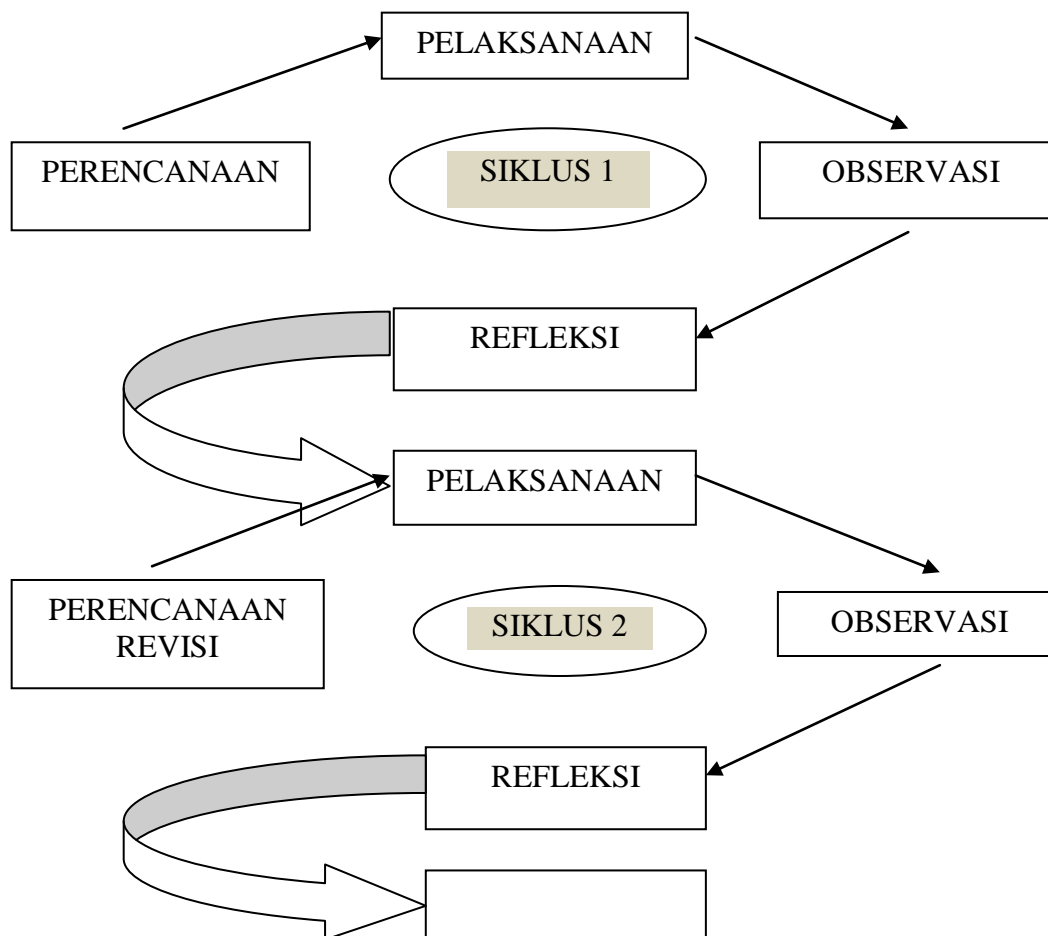 PELAKSANAAN
PERENCANAAN
SIKLUS 1
OBSERVASI
REFLEKSI
PELAKSANAAN
PERENCANAAN
REVISI
SIKLUS 2
OBSERVASI
REFLEKSI